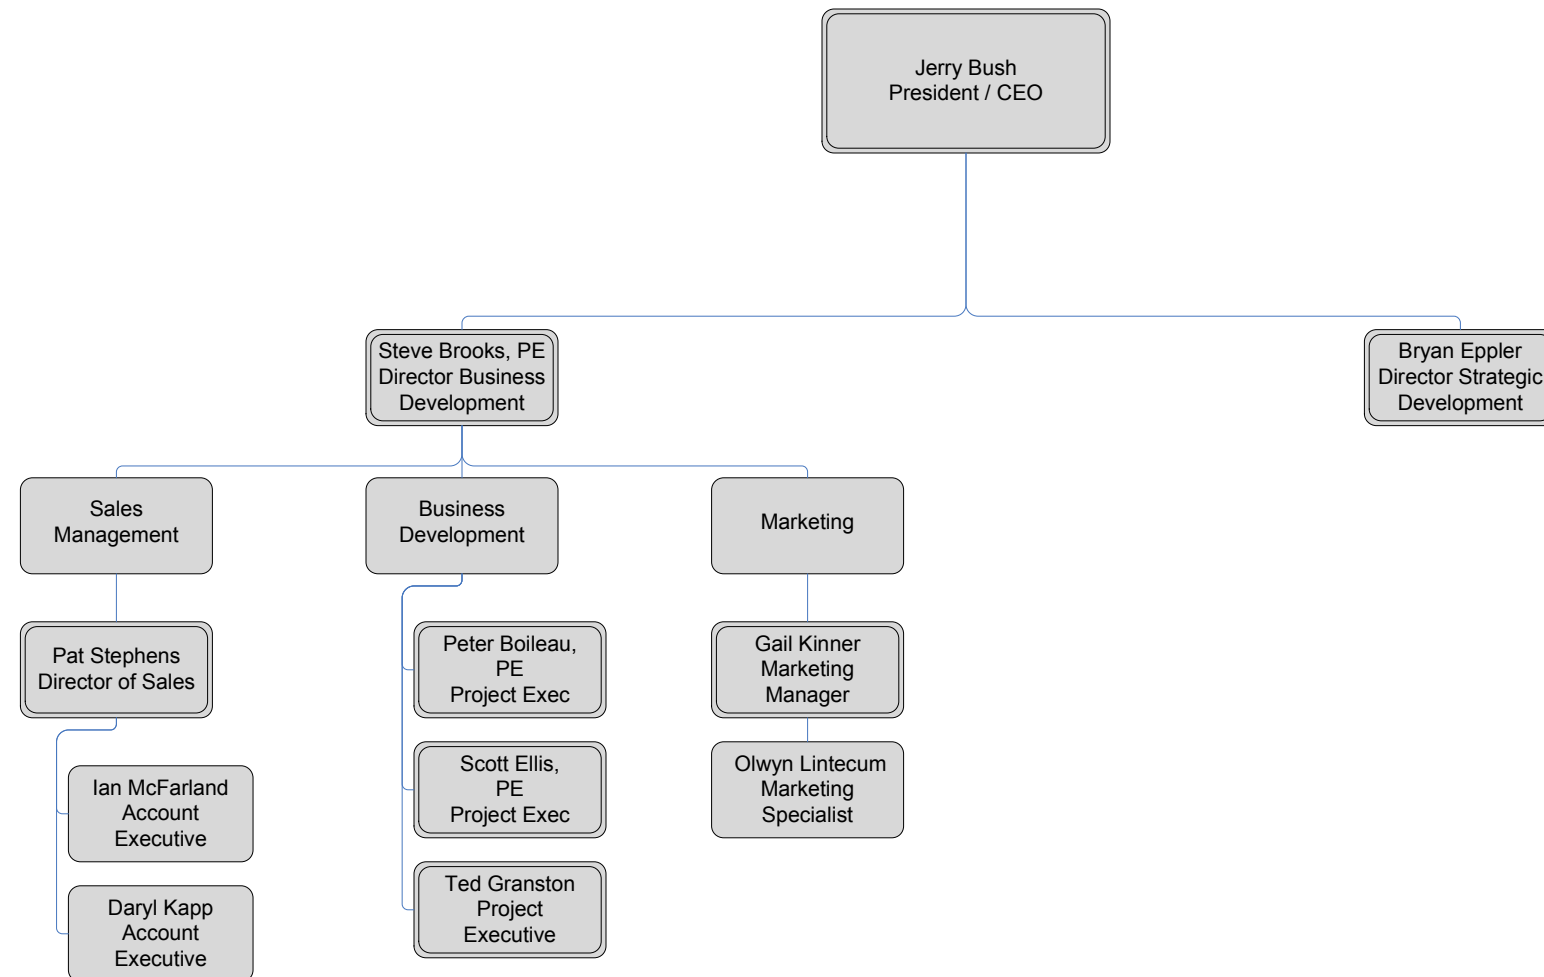 Jerry Bush
President / CEO
Steve Brooks, PE
Director Business
Development
Bryan Eppler
Director Strategic
Development
Sales
Management
Business
Development
Marketing
Pat Stephens
Director of Sales
Peter Boileau,
PE
Project Exec
Gail Kinner
Marketing
Manager
Ian McFarland
Account
Executive
Scott Ellis,
PE
Project Exec
Olwyn Lintecum
Marketing
Specialist
Daryl Kapp
Account
Executive
Ted Granston
Project
Executive